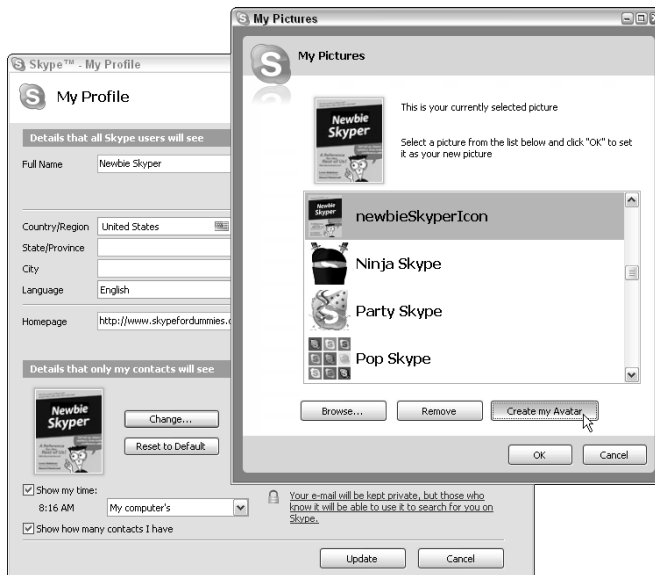 My Pictures
My Pictures
This is your currently selected picture
Select a picture from the list below and click "OK" to set
it as your new picture
Newbie
Skyper
newbieSkyperIcon
Ninja Skype
Party Skype
Pop Skype
Browse...
Remove
Create my Avatar
OK
Cancel
Skype™ - My Profile
My Profile
Details that all Skype users will see
Full Name
Newbie Skyper
Country/Region
United States
State/Province
City
Language
English
Homepage
http://www.skypefordummies.
Details that only my contacts will see
Newbie
Skyper
Change...
Reset to Default
Show my time:
8:16 AM
My computer's
Show how many contacts I have
Your e-mail will be kept private, but those who
know it will be able to use it to search for you on
Skype.
Update
Cancel